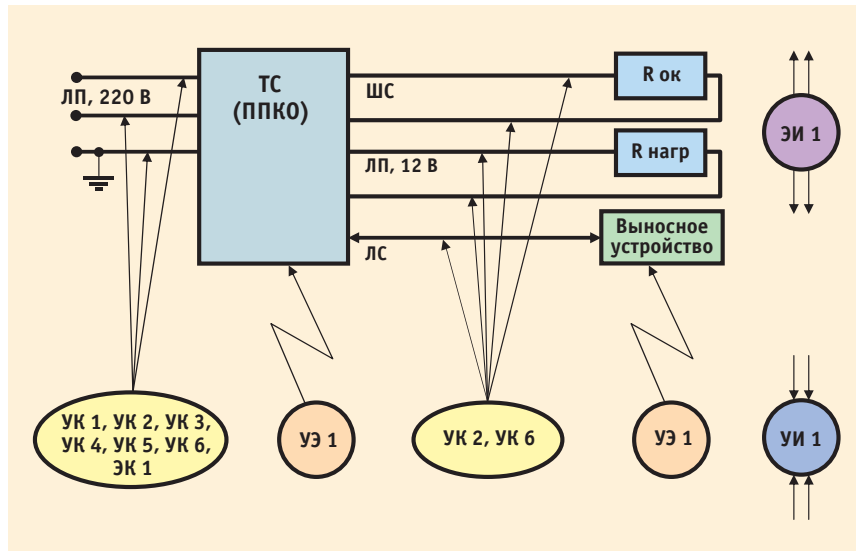 ЛП, 220 В
ТС
(ППКО)
ШС
R ок
ЛП, 12 В
R нагр
ЛС
Выносное
устройство
ЭИ 1
УК 1, УК 2, УК 3,
УК 4, УК 5, УК 6,
ЭК 1
УЭ 1
УК 2, УК 6
УЭ 1
УИ 1